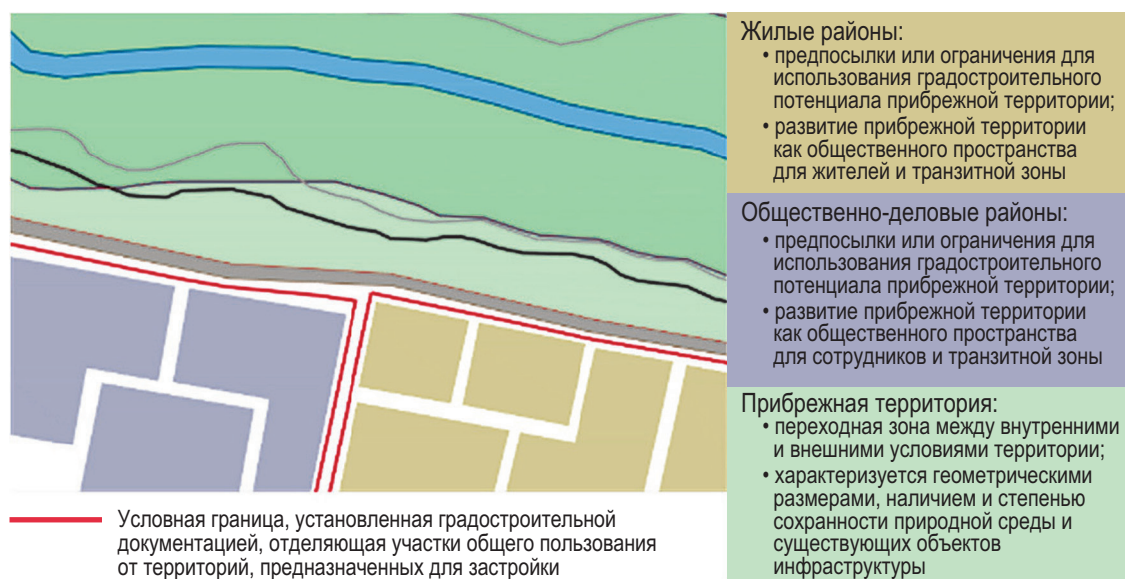 Жилые районы:
• предпосылки или ограничения для
использования градостроительного
потенциала прибрежной территории;
• развитие прибрежной территории
как общественного пространства
для жителей и транзитной зоны
Общественно-деловые районы:
• предпосылки или ограничения для
использования градостроительного
потенциала прибрежной территории;
• развитие прибрежной территории
как общественного пространства
для сотрудников и транзитной зоны
Прибрежная территория:
• переходная зона между внутренними
и внешними условиями территории;
• характеризуется геометрическими
размерами, наличием и степенью
сохранности природной среды и
существующих объектов
инфраструктуры
Условная граница, установленная градостроительной
документацией, отделяющая участки общего пользования
от территорий, предназначенных для застройки